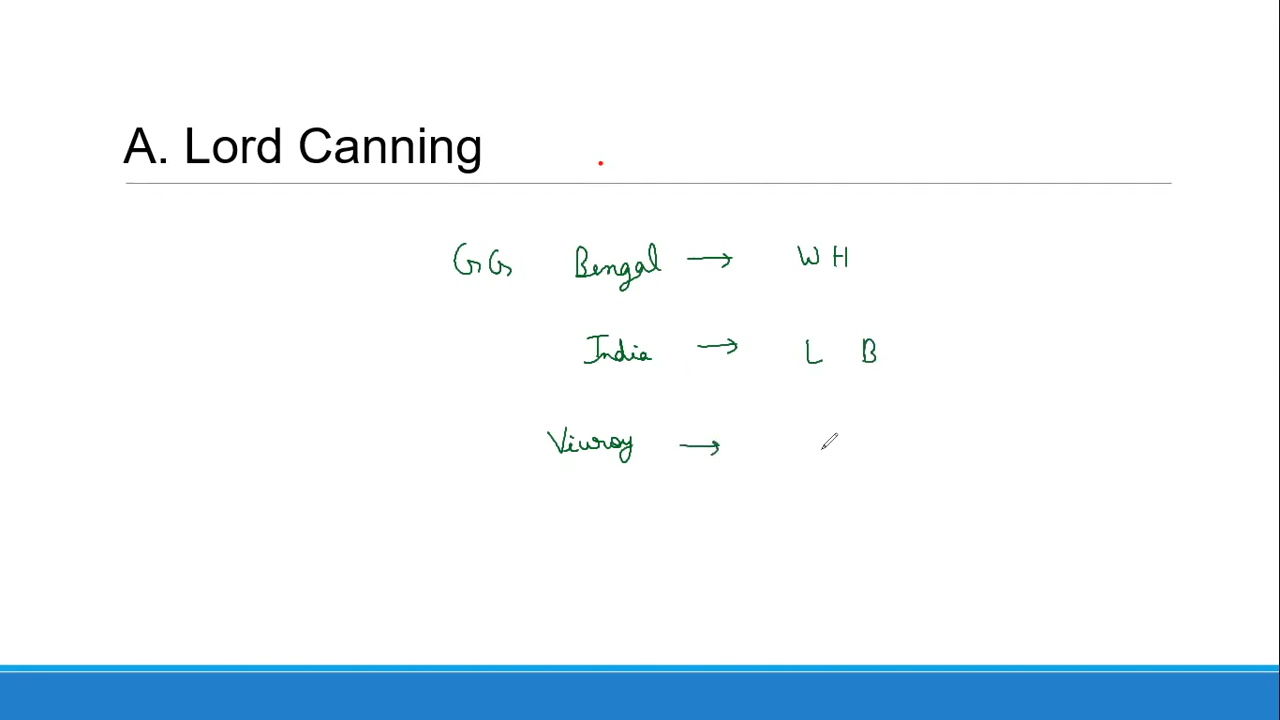 A. Lord Canning
GG Bengal → W H
India → L B
Viceroy →